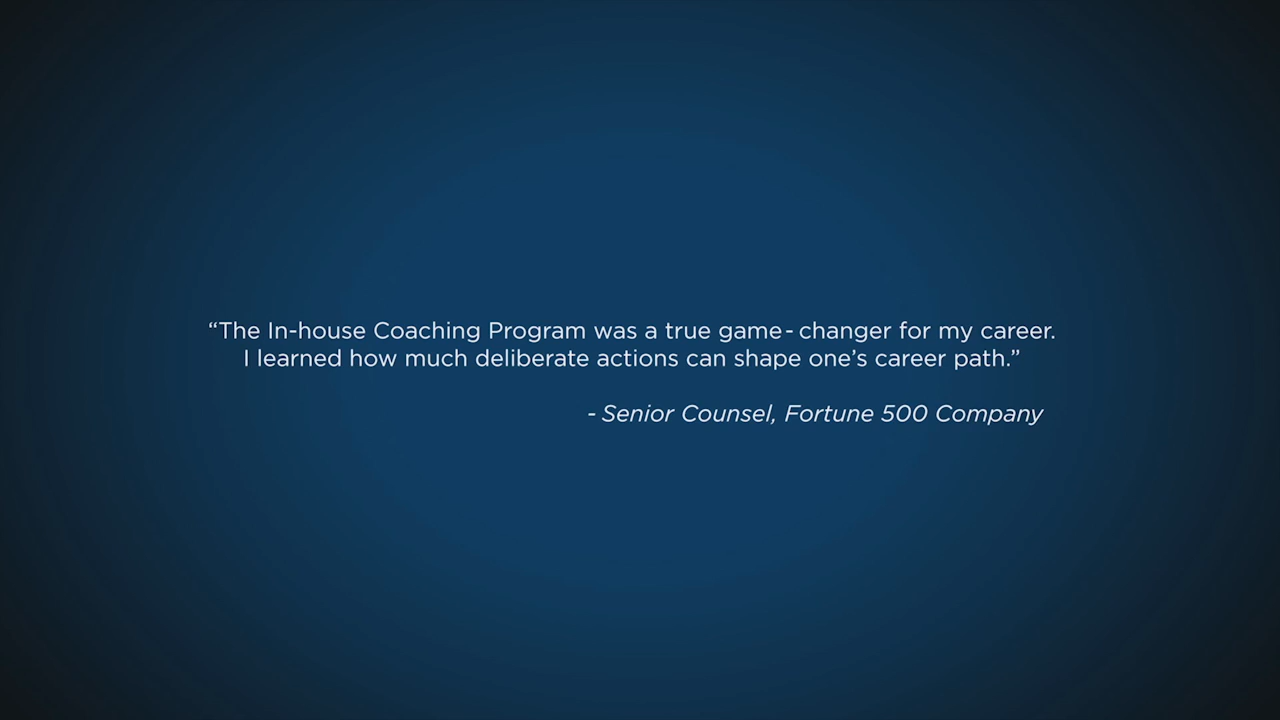 “The In-house Coaching Program was a true game-changer for my career.
I learned how much deliberate actions can shape one’s career path.”
- Senior Counsel, Fortune 500 Company